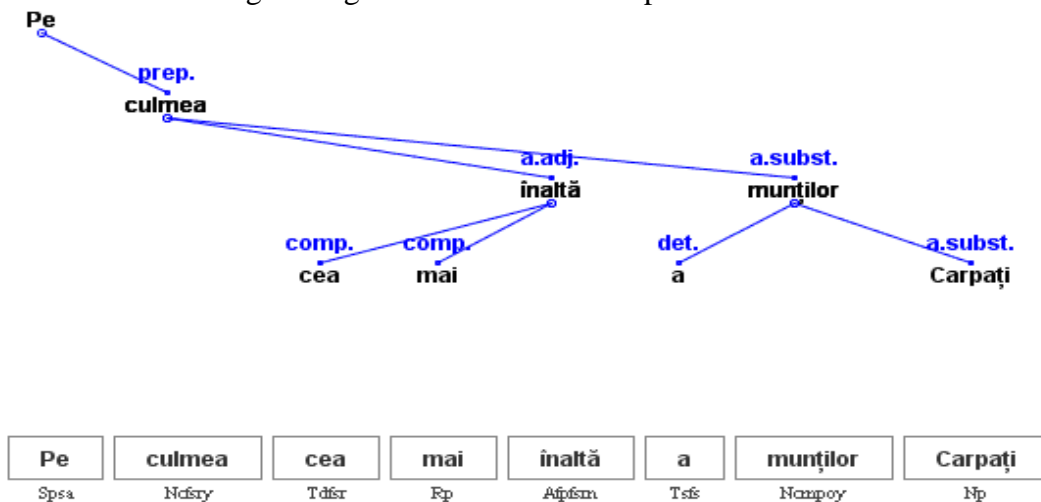 Pe
prep.
culmea
a.adj. a.subst.
înaltă munților
comp. comp. det. a.subst.
cea mai a Carpați
Pe culmea cea mai înaltă a munților Carpați
Spsa Ncfsry Tdfsr Rp Afpfsrn Tsfs Ncmpoy Np